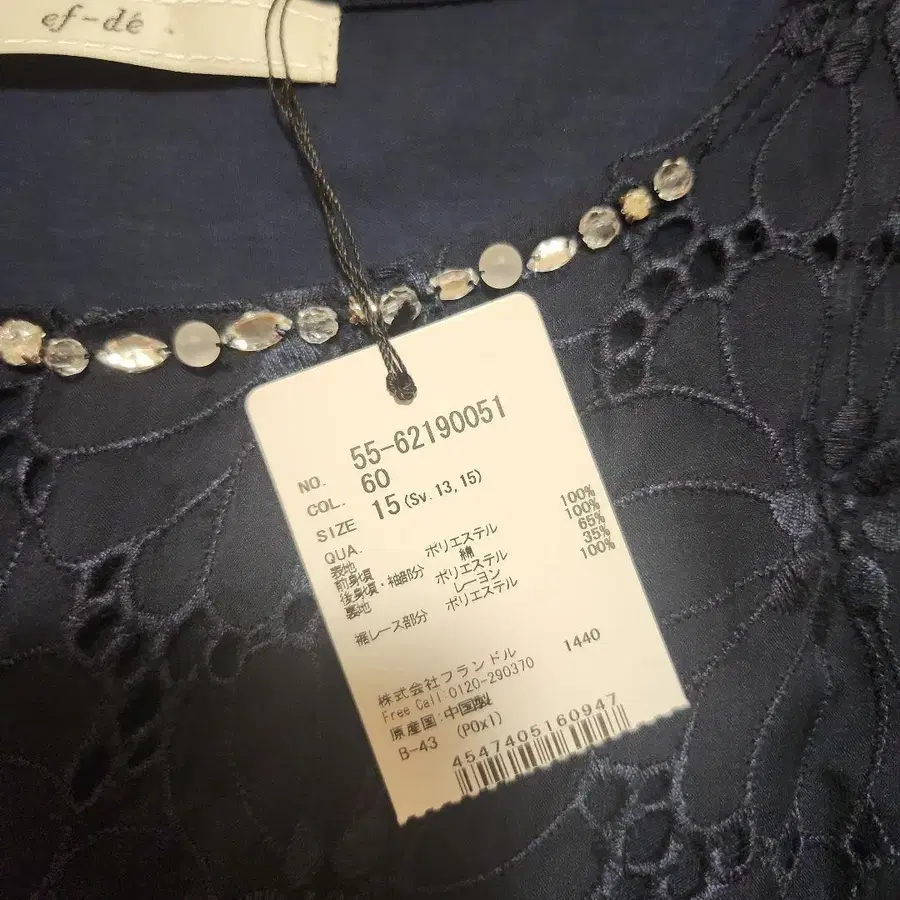 ef-dé
NO. 55-62190051
COL. 60
SIZE 15(Sv.13,15)
QUA.
表地
前身頃 ポリエステル 100%
後身頃・袖部分 綿 100%
裏地 ポリエステル 65%
レーヨン 35%
裾レース部分 ポリエステル 100%
1440
株式会社フランドル
Free Call:0120-290370
原産国:中国製
B-43 (POx1)
4547405160947